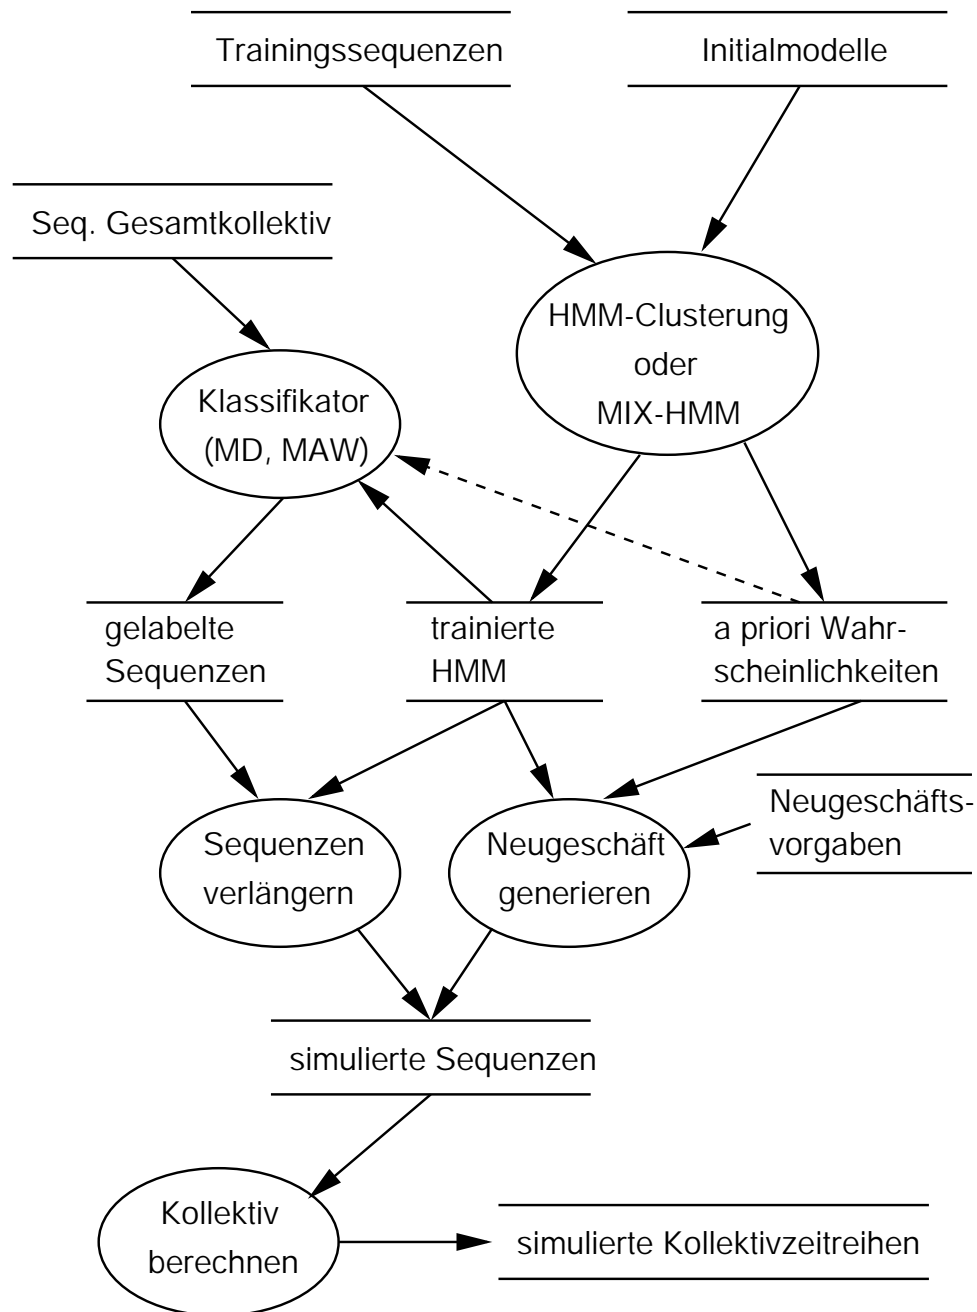 Trainingssequenzen
Initialmodelle
Seq. Gesamtkollektiv
HMM-Clusterung
oder
MIX-HMM
Klassifikator
(MD, MAW)
gelabelte
Sequenzen
trainierte
HMM
a priori Wahr-
scheinlichkeiten
Neugeschäfts-
vorgaben
Sequenzen
verlängern
Neugeschäft
generieren
simulierte Sequenzen
Kollektiv
berechnen
simulierte Kollektivzeitreihen